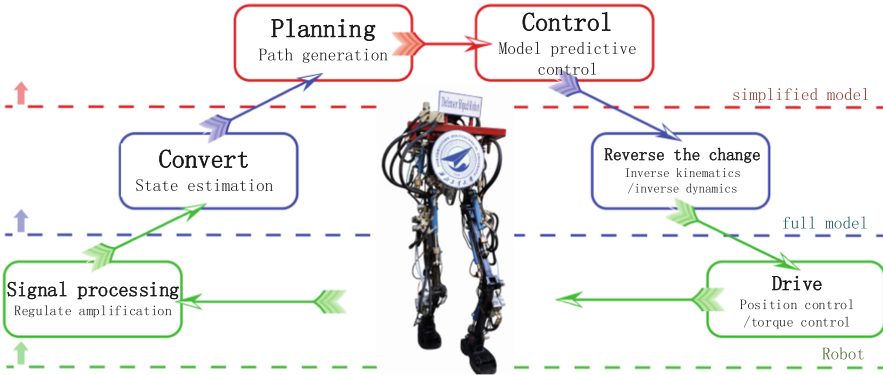 Planning
Path generation
Control
Model predictive
control
simplified model
Convert
State estimation
Reverse the change
Inverse kinematics
/inverse dynamics
full model
Signal processing
Regulate amplification
Drive
Position control
/torque control
Robot